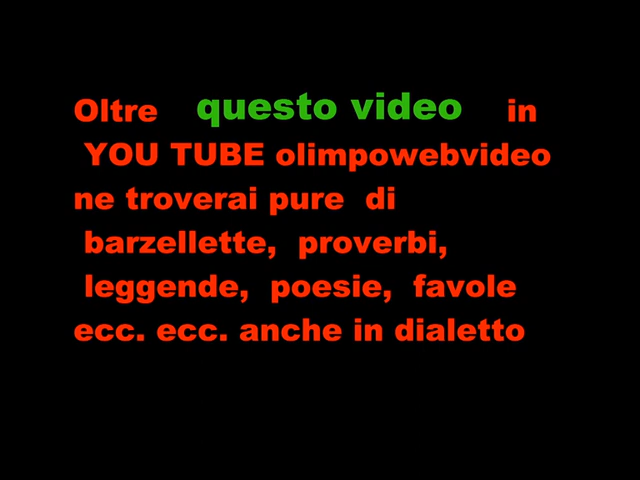 Oltre questo video in
YOU TUBE olimpowebvideo
ne troverai pure di
barzellette, proverbi,
leggende, poesie, favole
ecc. ecc. anche in dialetto